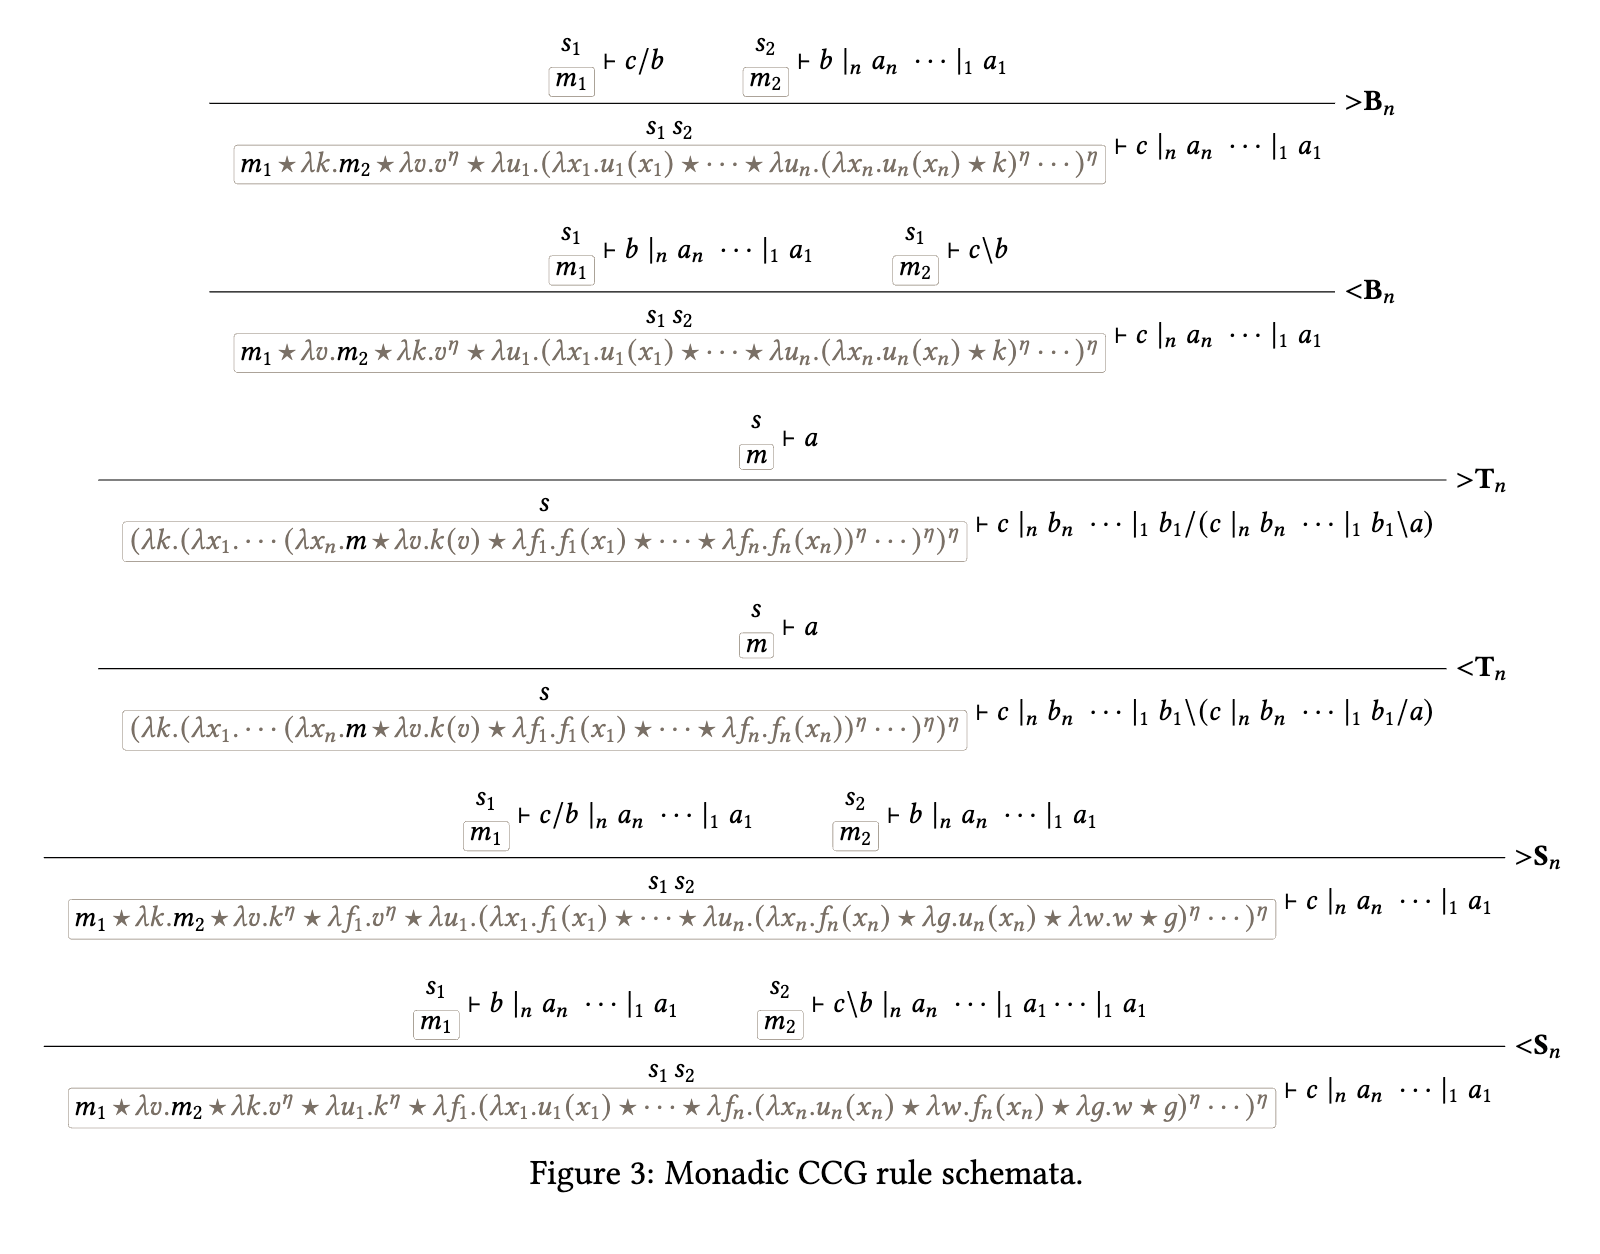 s₁ ⊢ c/b s₂ ⊢ b |ₙ aₙ ⋯ |₁ a₁
m₁ m₂
>Bₙ
s₁ s₂
m₁ ★ λk.m₂ ★ λv.v^η ★ λu₁.(λx₁.u₁(x₁) ★ ⋯ ★ λuₙ.(λxₙ.uₙ(xₙ) ★ k)^η ⋯)^η ⊢ c |ₙ aₙ ⋯ |₁ a₁
s₁ ⊢ b |ₙ aₙ ⋯ |₁ a₁ s₁ ⊢ c\b
m₁ m₂
<Bₙ
s₁ s₂
m₁ ★ λv.m₂ ★ λk.v^η ★ λu₁.(λx₁.u₁(x₁) ★ ⋯ ★ λuₙ.(λxₙ.uₙ(xₙ) ★ k)^η ⋯)^η ⊢ c |ₙ aₙ ⋯ |₁ a₁
s ⊢ a
m
>Tₙ
s
(λk.(λx₁.⋯(λxₙ.m ★ λv.k(v) ★ λf₁.f₁(x₁) ★ ⋯ ★ λfₙ.fₙ(xₙ))^η ⋯)^η)^η ⊢ c |ₙ bₙ ⋯ |₁ b₁/(c |ₙ bₙ ⋯ |₁ b₁\a)
s ⊢ a
m
<Tₙ
s
(λk.(λx₁.⋯(λxₙ.m ★ λv.k(v) ★ λf₁.f₁(x₁) ★ ⋯ ★ λfₙ.fₙ(xₙ))^η ⋯)^η)^η ⊢ c |ₙ bₙ ⋯ |₁ b₁\(c |ₙ bₙ ⋯ |₁ b₁/a)
s₁ ⊢ c/b |ₙ aₙ ⋯ |₁ a₁ s₂ ⊢ b |ₙ aₙ ⋯ |₁ a₁
m₁ m₂
>Sₙ
s₁ s₂
m₁ ★ λk.m₂ ★ λv.k^η ★ λf₁.v^η ★ λu₁.(λx₁.f₁(x₁) ★ ⋯ ★ λuₙ.(λxₙ.fₙ(xₙ) ★ λg.uₙ(xₙ) ★ λw.w ★ g)^η ⋯)^η ⊢ c |ₙ aₙ ⋯ |₁ a₁
s₁ ⊢ b |ₙ aₙ ⋯ |₁ a₁ s₂ ⊢ c\b |ₙ aₙ ⋯ |₁ a₁ ⋯ |₁ a₁
m₁ m₂
<Sₙ
s₁ s₂
m₁ ★ λv.m₂ ★ λk.v^η ★ λu₁.k^η ★ λf₁.(λx₁.u₁(x₁) ★ ⋯ ★ λfₙ.(λxₙ.uₙ(xₙ) ★ λw.fₙ(xₙ) ★ λg.w ★ g)^η ⋯)^η ⊢ c |ₙ aₙ ⋯ |₁ a₁
Figure 3: Monadic CCG rule schemata.